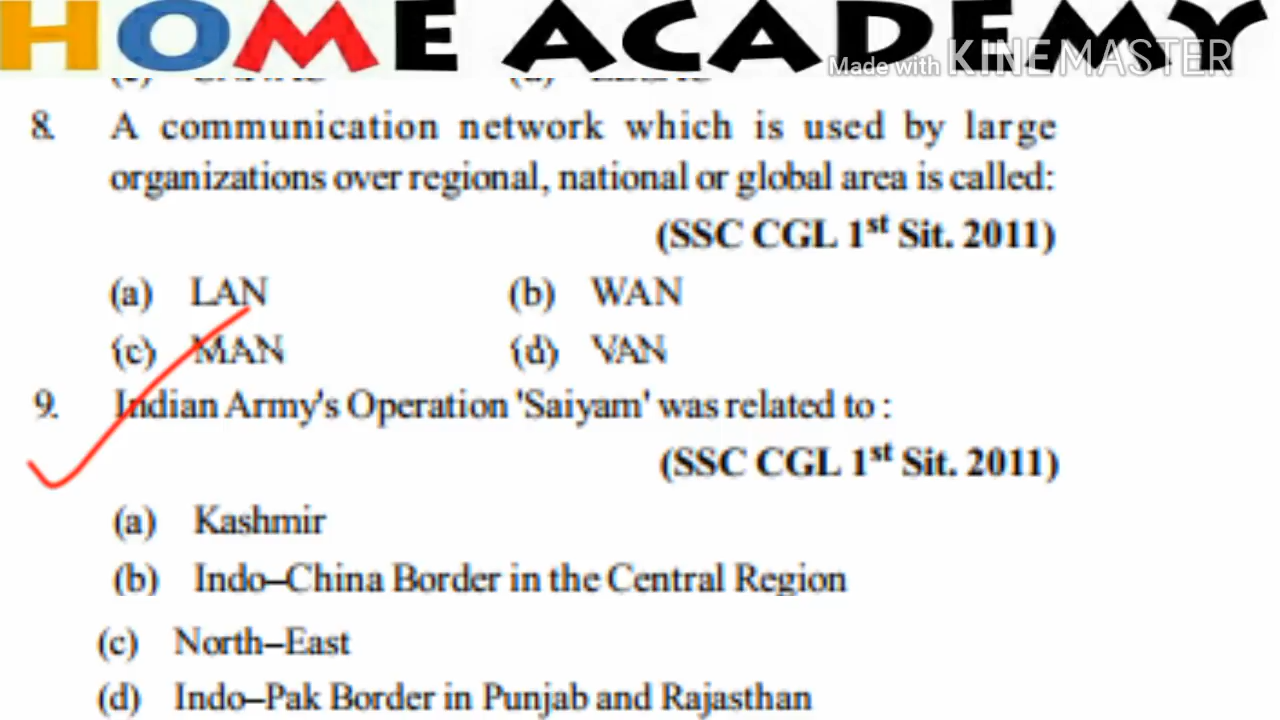 HOME ACADEMY
Made with KINEMASTER
8. A communication network which is used by large
organizations over regional, national or global area is called:
(SSC CGL 1st Sit. 2011)
(a) LAN (b) WAN
(c) MAN (d) VAN
9. Indian Army's Operation 'Saiyam' was related to :
(SSC CGL 1st Sit. 2011)
(a) Kashmir
(b) Indo–China Border in the Central Region
(c) North–East
(d) Indo–Pak Border in Punjab and Rajasthan